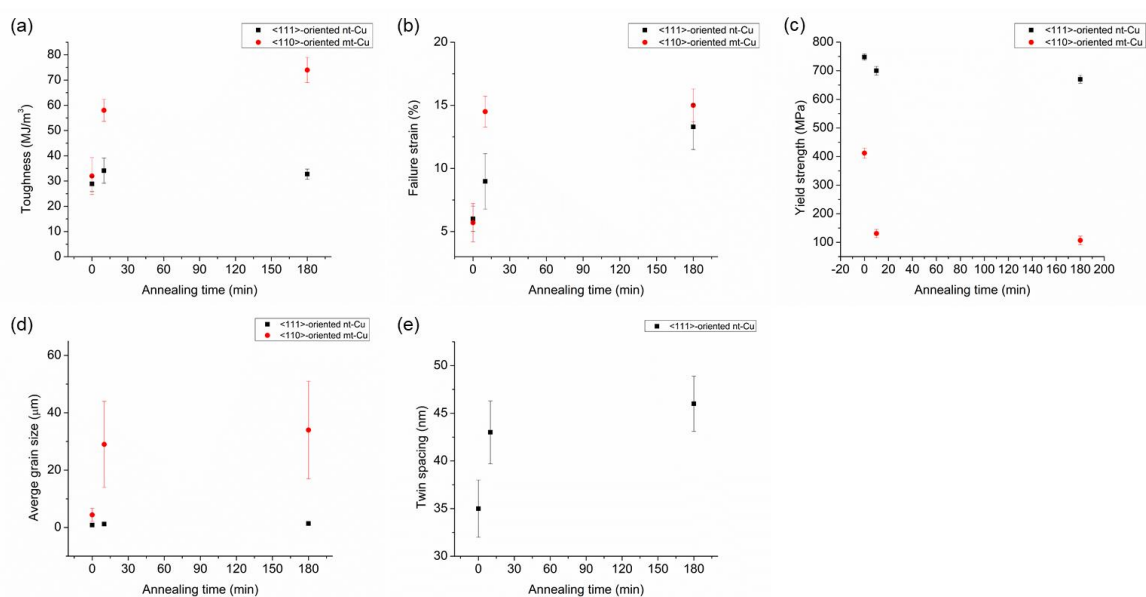 (a)
<111>-oriented nt-Cu
<110>-oriented mt-Cu
Toughness (MJ/m³)
80
70
60
50
40
30
20
10
0
0 30 60 90 120 150 180
Annealing time (min)
(b)
<111>-oriented nt-Cu
<110>-oriented mt-Cu
Failure strain (%)
20
15
10
5
0 30 60 90 120 150 180
Annealing time (min)
(c)
<111>-oriented nt-Cu
<110>-oriented mt-Cu
Yield strength (MPa)
800
700
600
500
400
300
200
100
-20 0 20 40 60 80 100 120 140 160 180 200
Annealing time (min)
(d)
<111>-oriented nt-Cu
<110>-oriented mt-Cu
Averge grain size (μm)
60
40
20
0
0 30 60 90 120 150 180
Annealing time (min)
(e)
<111>-oriented nt-Cu
Twin spacing (nm)
50
45
40
35
30
0 30 60 90 120 150 180
Annealing time (min)